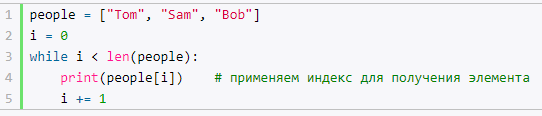 1 people = ["Tom", "Sam", "Bob"]
2 i = 0
3 while i < len(people):
4     print(people[i])    # применяем индекс для получения элемента
5     i += 1